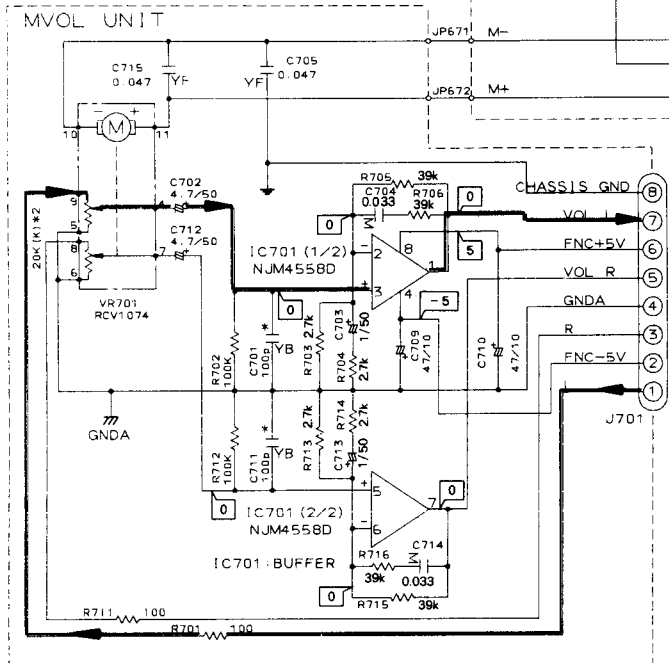 MVOL UNIT
JP671 M-
C715
0.047
YF
C705
0.047
YF
JP672 M+
10
- +
M
11
R705 39k
C704
0.033
R706
39k
M
0
0
CHASSIS GND 8
C702
4.7/50
9
VOL L 7
5
C712
4.7/50
20K(K)*2
8
7
6
VR701
RCV1074
IC701 (1/2)
NJM4558D
- 2
+ 3
8
1
4
5
-5
0
FNC+5V 6
VOL R 5
GNDA 4
R 3
FNC-5V 2
1
J701
R702
100K
*
C701
100p
YB
R703 2.7k
C703
1/50
R704
2.7k
C709
47/10
C710
47/10
GNDA
R712
100K
*
C711
100p
YB
R713
2.7k
R714
2.7k
C713
1/50
0
IC701 (2/2)
NJM4558D
+ 5
- 6
7
0
IC701:BUFFER
R716
39k
M
C714
0.033
0
R715 39k
R711 100
R701 100